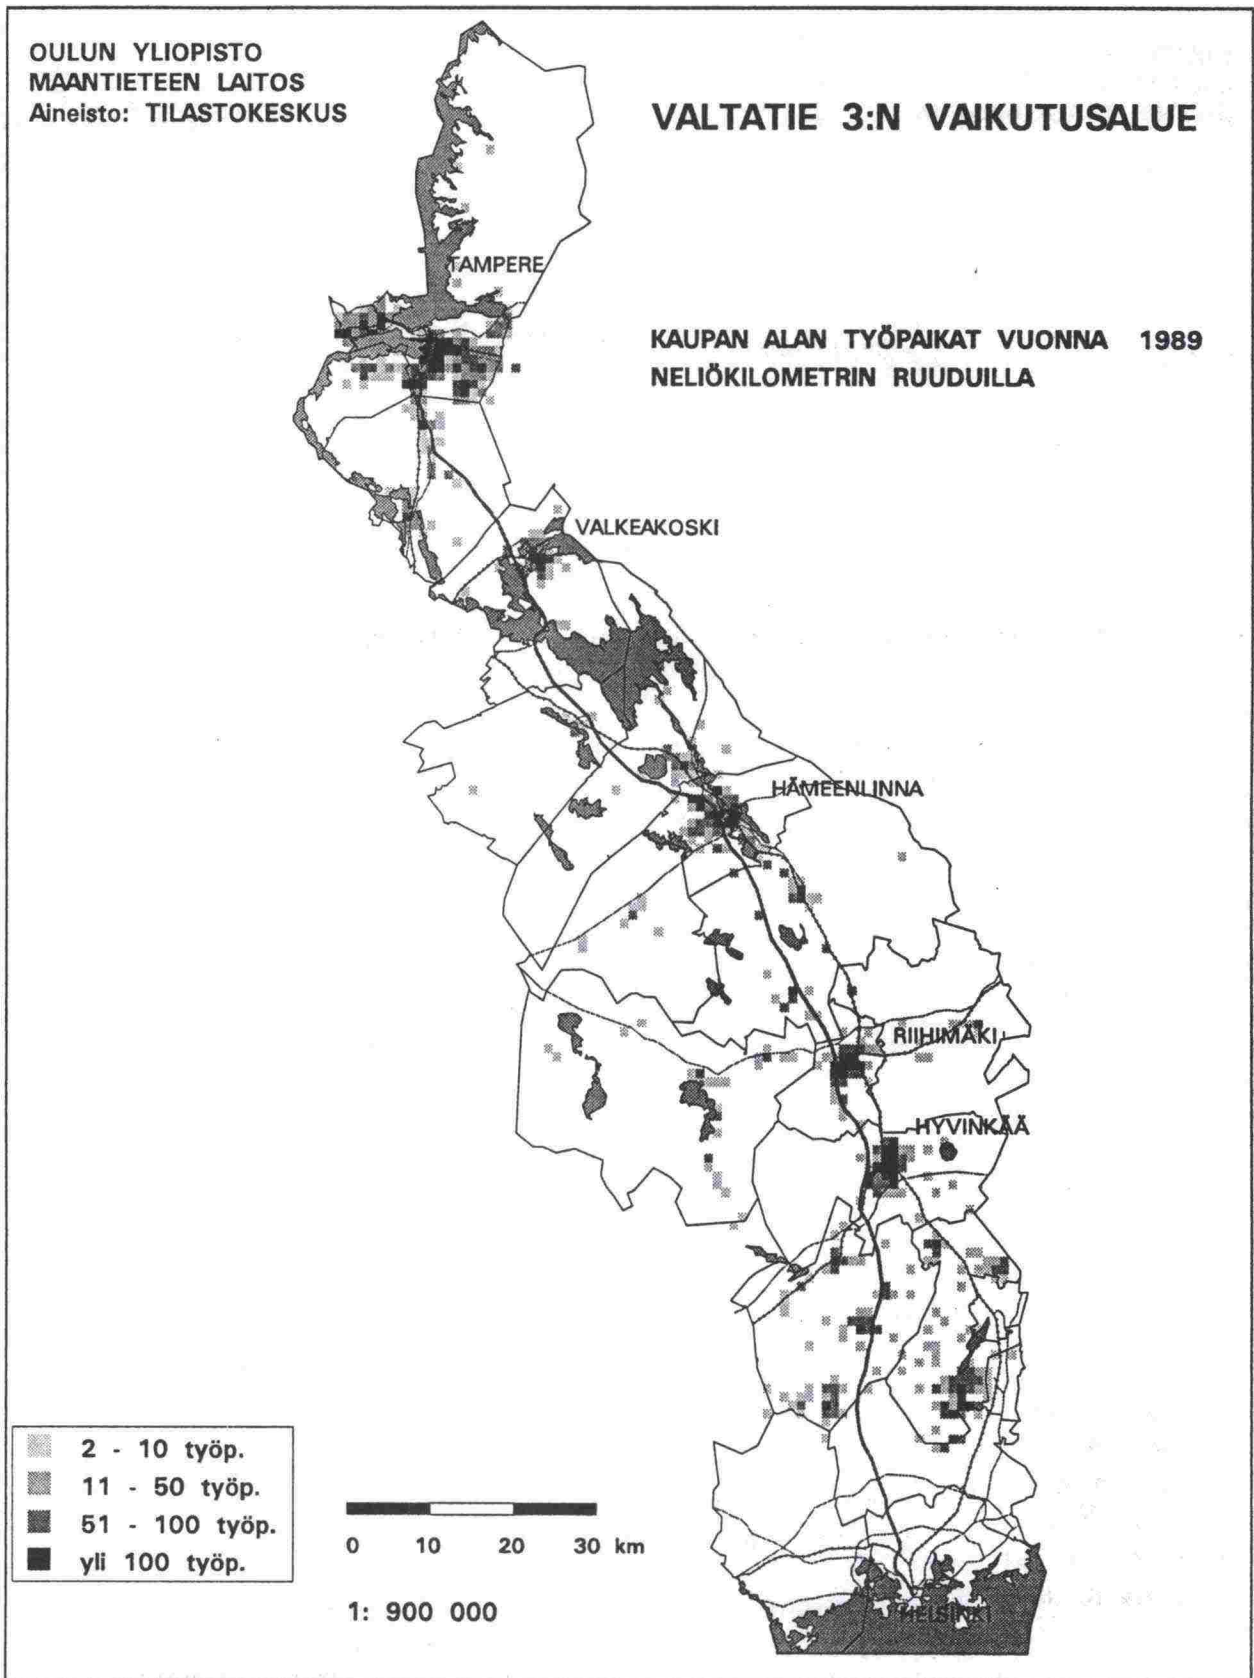 OULUN YLIOPISTO
MAANTIETEEN LAITOS
Aineisto: TILASTOKESKUS
VALTATIE 3:N VAIKUTUSALUE
TAMPERE
KAUPAN ALAN TYÖPAIKAT VUONNA 1989
NELIÖKILOMETRIN RUUDUILLA
VALKEAKOSKI
HÄMEENLINNA
RIIHIMÄKI
HYVINKÄÄ
2 - 10 työp.
11 - 50 työp.
51 - 100 työp.
yli 100 työp.
0 10 20 30 km
1: 900 000
HELSINKI